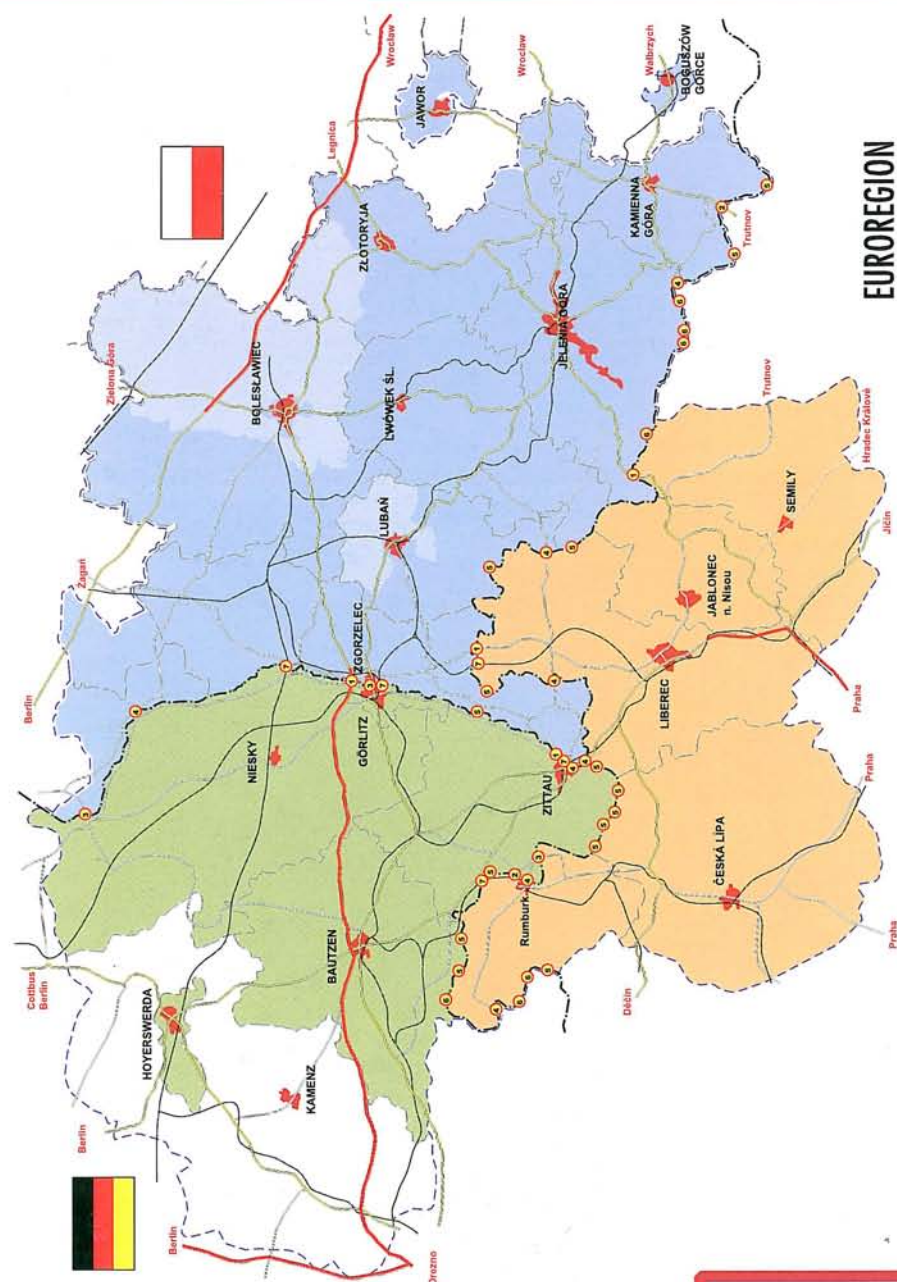 Wrocław
Legnica
JAWOR
Wrocław
Wałbrzych
BOGUSZÓW
GORCE
ZŁOTORYJA
KAMIENNA
GÓRA
Trutnov
Zielona Góra
BOLESŁAWIEC
LWÓWEK ŚL.
JELENIA GÓRA
Żagań
LUBAŃ
Trutnov
Hradec Králové
SEMILY
Jičín
Berlin
ZGORZELEC
GÖRLITZ
JABLONEC
n. Nisou
LIBEREC
Praha
NIESKY
ZITTAU
Praha
Cottbus
Berlin
HOYERSWERDA
BAUTZEN
Rumburk
ČESKÁ LÍPA
Praha
Děčín
Berlin
KAMENZ
Berlin
Drezno
EUROREGION